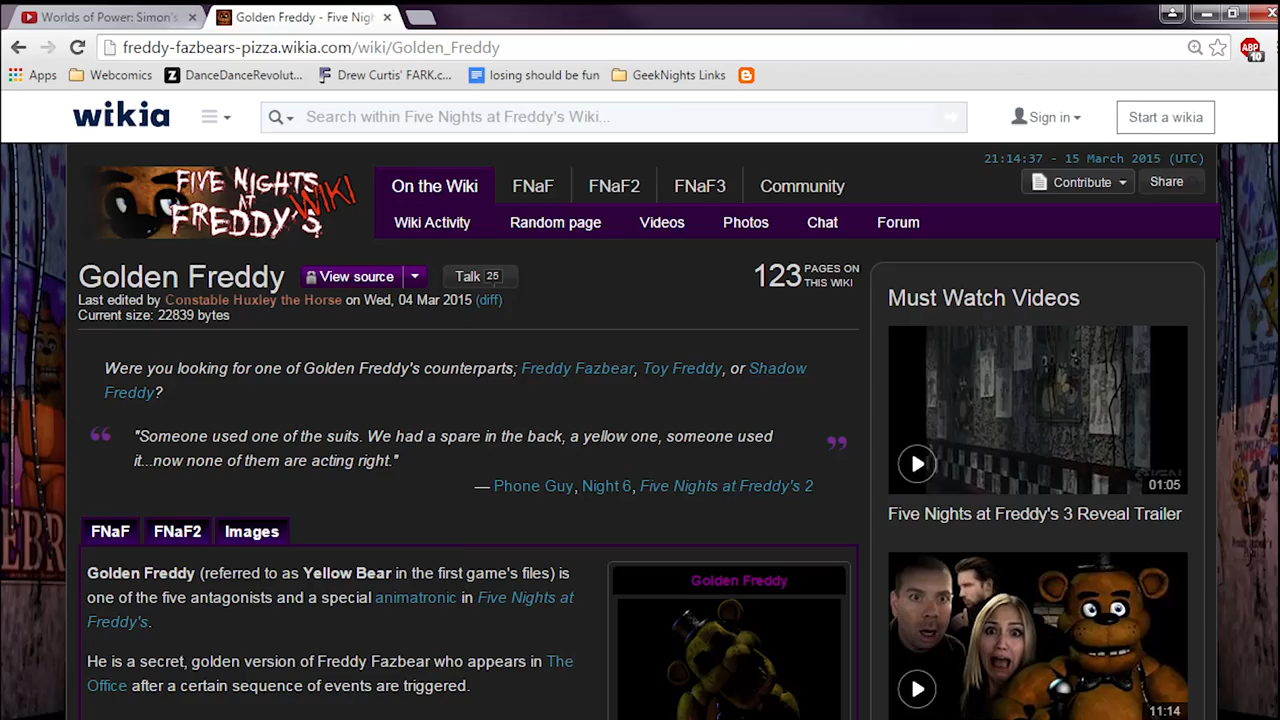 Worlds of Power: Simon's
Golden Freddy - Five Nigh
freddy-fazbears-pizza.wikia.com/wiki/Golden_Freddy
ABP
10
Apps
Webcomics
DanceDanceRevolut...
Drew Curtis' FARK.c...
losing should be fun
GeekNights Links
wikia
Search within Five Nights at Freddy's Wiki...
Sign in
Start a wikia
21:14:37 - 15 March 2015 (UTC)
FIVE NIGHTS
AT
FREDDY'S
WIKI
On the Wiki
FNaF
FNaF2
FNaF3
Community
Contribute
Share
Wiki Activity
Random page
Videos
Photos
Chat
Forum
Golden Freddy
View source
Talk 25
123 PAGES ON
THIS WIKI
Last edited by Constable Huxley the Horse on Wed, 04 Mar 2015 (diff)
Current size: 22839 bytes
Were you looking for one of Golden Freddy's counterparts; Freddy Fazbear, Toy Freddy, or Shadow
Freddy?
"Someone used one of the suits. We had a spare in the back, a yellow one, someone used
it...now none of them are acting right."
— Phone Guy, Night 6, Five Nights at Freddy's 2
FNaF
FNaF2
Images
Golden Freddy (referred to as Yellow Bear in the first game's files) is
one of the five antagonists and a special animatronic in Five Nights at
Freddy's.
He is a secret, golden version of Freddy Fazbear who appears in The
Office after a certain sequence of events are triggered.
Golden Freddy
Must Watch Videos
01:05
Five Nights at Freddy's 3 Reveal Trailer
11:14